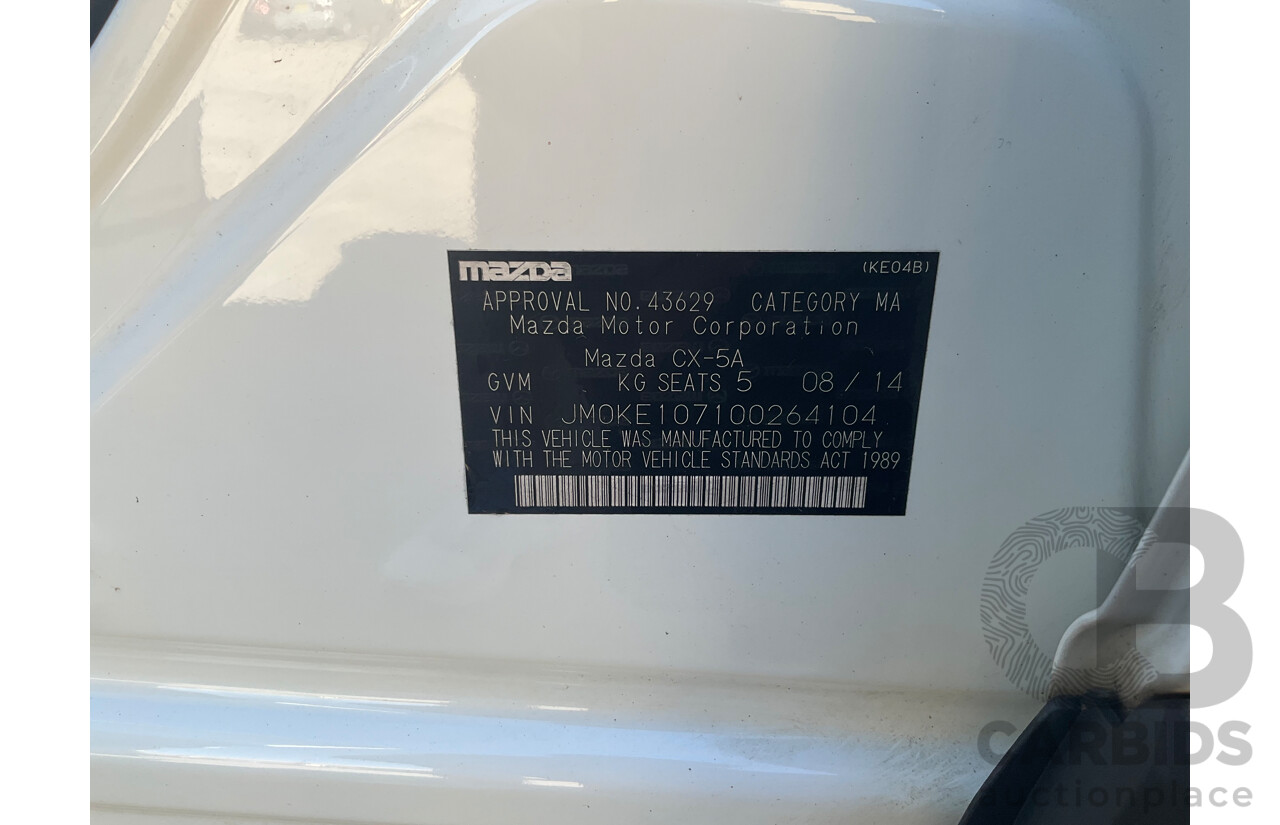 mazda (KE04B)
APPROVAL NO. 43629 CATEGORY MA
Mazda Motor Corporation
Mazda CX-5A
GVM KG SEATS 5 08 / 14
VIN JM0KE107100264104
THIS VEHICLE WAS MANUFACTURED TO COMPLY
WITH THE MOTOR VEHICLE STANDARDS ACT 1989
CB
CARBIDS
auctionplace